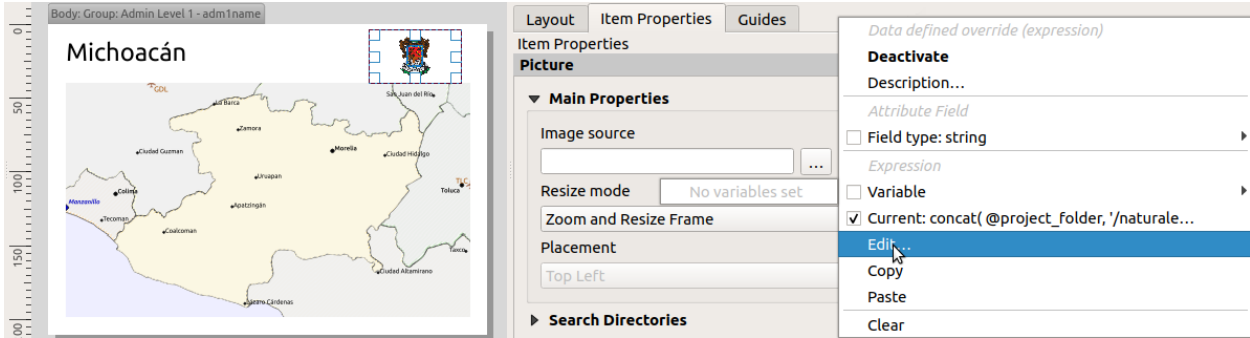 Body: Group: Admin Level 1 - adm1name
Michoacán
GDL
San Juan del Río
La Barca
Zamora
Ciudad Guzman
Morelia
Ciudad Hidalgo
Uruapan
TLC
Colima
Toluca
Manzanillo
Apatzingán
Tecoman
Coalcoman
Taxco
Ciudad Altamirano
Lázaro Cárdenas
0
50
100
150
Layout
Item Properties
Guides
Item Properties
Picture
Main Properties
Image source
...
Resize mode
No variables set
Zoom and Resize Frame
Placement
Top Left
Search Directories
Data defined override (expression)
Deactivate
Description...
Attribute Field
Field type: string
Expression
Variable
Current: concat( @project_folder, '/naturale...
Edit...
Copy
Paste
Clear